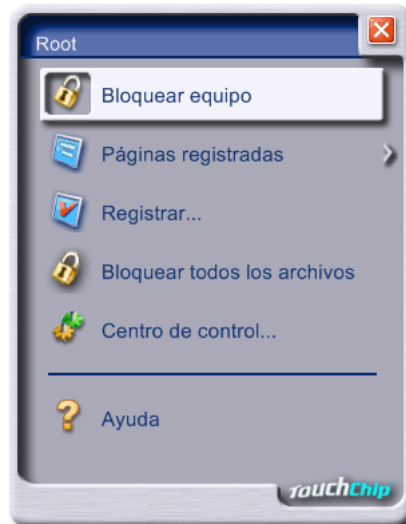 Root
Bloquear equipo
Páginas registradas
Registrar...
Bloquear todos los archivos
Centro de control...
Ayuda
TouchChip